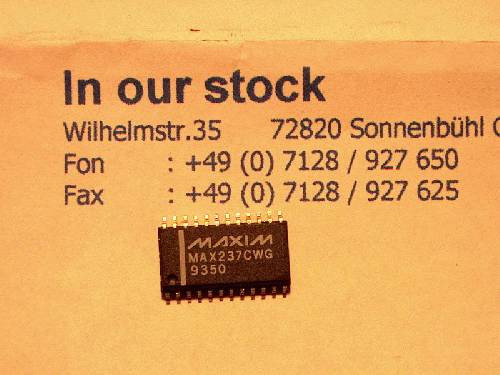 In our stock
Wilhelmstr.35 72820 Sonnenbühl
Fon : +49 (0) 7128 / 927 650
Fax : +49 (0) 7128 / 927 625
MAXIM
MAX237CWG
9350